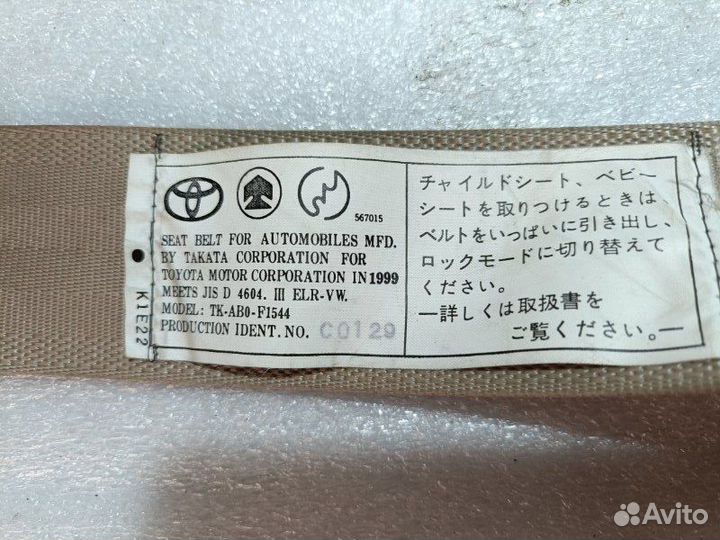 567015
SEAT BELT FOR AUTOMOBILES MFD.
BY TAKATA CORPORATION FOR
TOYOTA MOTOR CORPORATION IN 1999
MEETS JIS D 4604. III ELR-VW.
MODEL: TK-AB0-F1544
PRODUCTION IDENT. NO. C0129
K1E22
チャイルドシート、ベビー
シートを取りつけるときは、
ベルトをいっぱいに引き出し、
ロックモードに切り替えて
ください。
―詳しくは取扱書を
ご覧ください。―
Avito